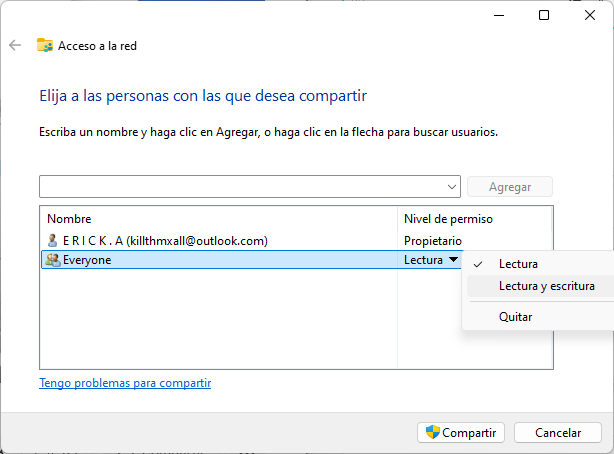 Acceso a la red
Elija a las personas con las que desea compartir
Escriba un nombre y haga clic en Agregar, o haga clic en la flecha para buscar usuarios.
Agregar
Nombre Nivel de permiso
E R I C K . A (killthmxall@outlook.com) Propietario
Everyone Lectura
Lectura
Lectura y escritura
Quitar
Tengo problemas para compartir
Compartir Cancelar